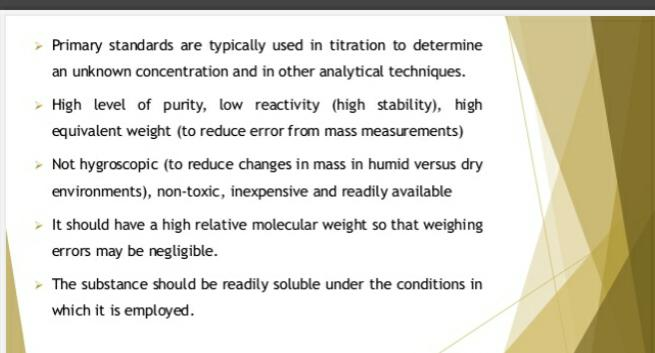 ➢ Primary standards are typically used in titration to determine
an unknown concentration and in other analytical techniques.
➢ High level of purity, low reactivity (high stability), high
equivalent weight (to reduce error from mass measurements)
➢ Not hygroscopic (to reduce changes in mass in humid versus dry
environments), non-toxic, inexpensive and readily available
➢ It should have a high relative molecular weight so that weighing
errors may be negligible.
➢ The substance should be readily soluble under the conditions in
which it is employed.